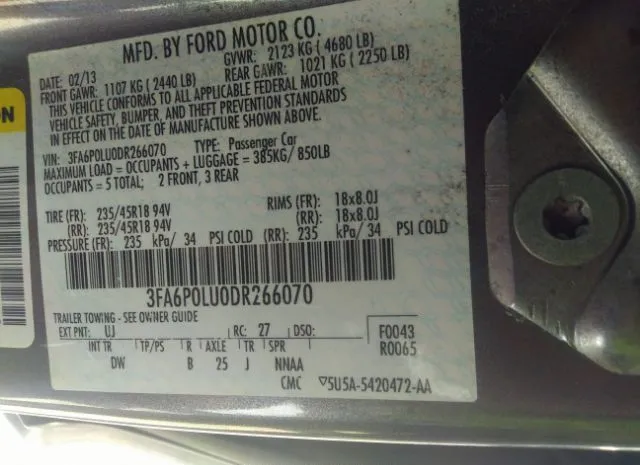 MFD. BY FORD MOTOR CO.
DATE: 02/13 GVWR: 2123 KG ( 4680 LB)
FRONT GAWR: 1107 KG ( 2440 LB) REAR GAWR: 1021 KG ( 2250 LB)
THIS VEHICLE CONFORMS TO ALL APPLICABLE FEDERAL MOTOR
VEHICLE SAFETY, BUMPER, AND THEFT PREVENTION STANDARDS
IN EFFECT ON THE DATE OF MANUFACTURE SHOWN ABOVE.
VIN: 3FA6P0LU0DR266070 TYPE: Passenger Car
MAXIMUM LOAD = OCCUPANTS + LUGGAGE = 385KG/ 850LB
OCCUPANTS = 5 TOTAL; 2 FRONT, 3 REAR
TIRE (FR): 235/45R18 94V RIMS (FR): 18x8.0J
(RR): 235/45R18 94V (RR): 18x8.0J
PRESSURE (FR): 235 kPa/ 34 PSI COLD (RR): 235 kPa/ 34 PSI COLD
3FA6P0LU0DR266070
TRAILER TOWING - SEE OWNER GUIDE
EXT PNT: UJ RC: 27 DSO: F0043
R0065
INT TR TP/PS R AXLE TR SPR
DW B 25 J NNAA
CMC 5U5A-5420472-AA
ON